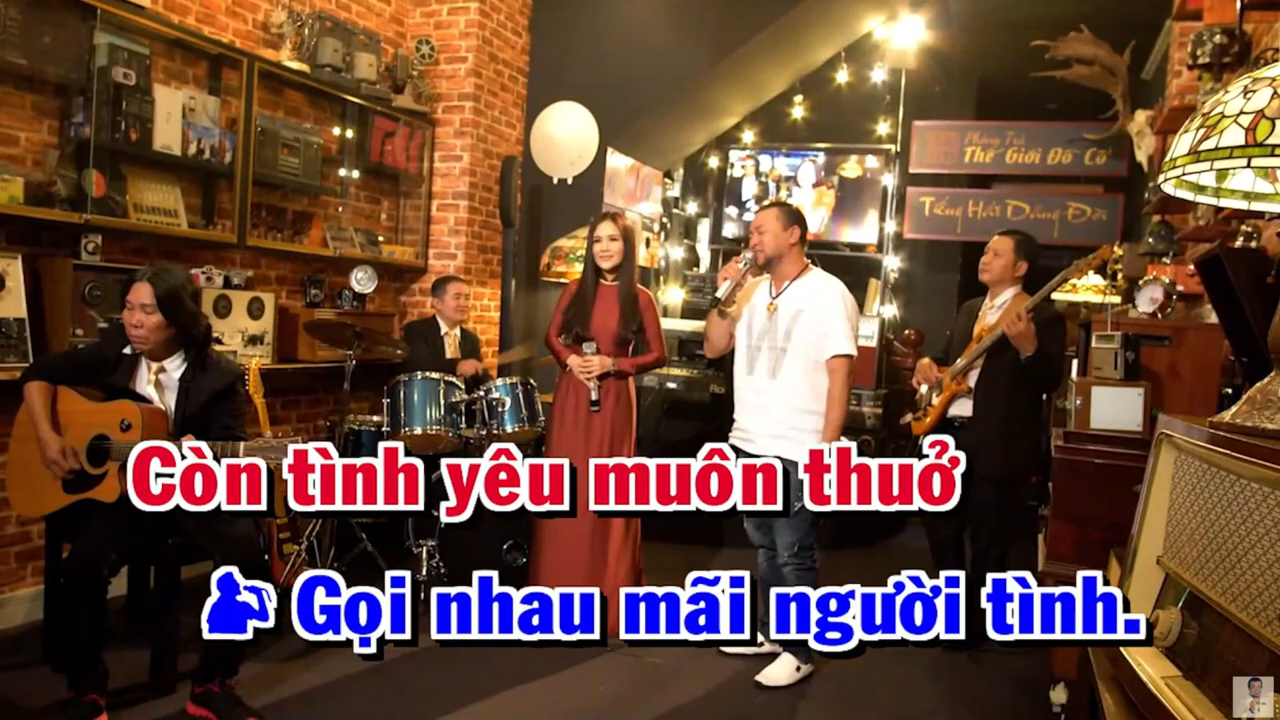 Phòng Trà
Thế Giới Đồ Cổ
Tiếng Hát Dòng Đời
Còn tình yêu muôn thuở
Gọi nhau mãi người tình.